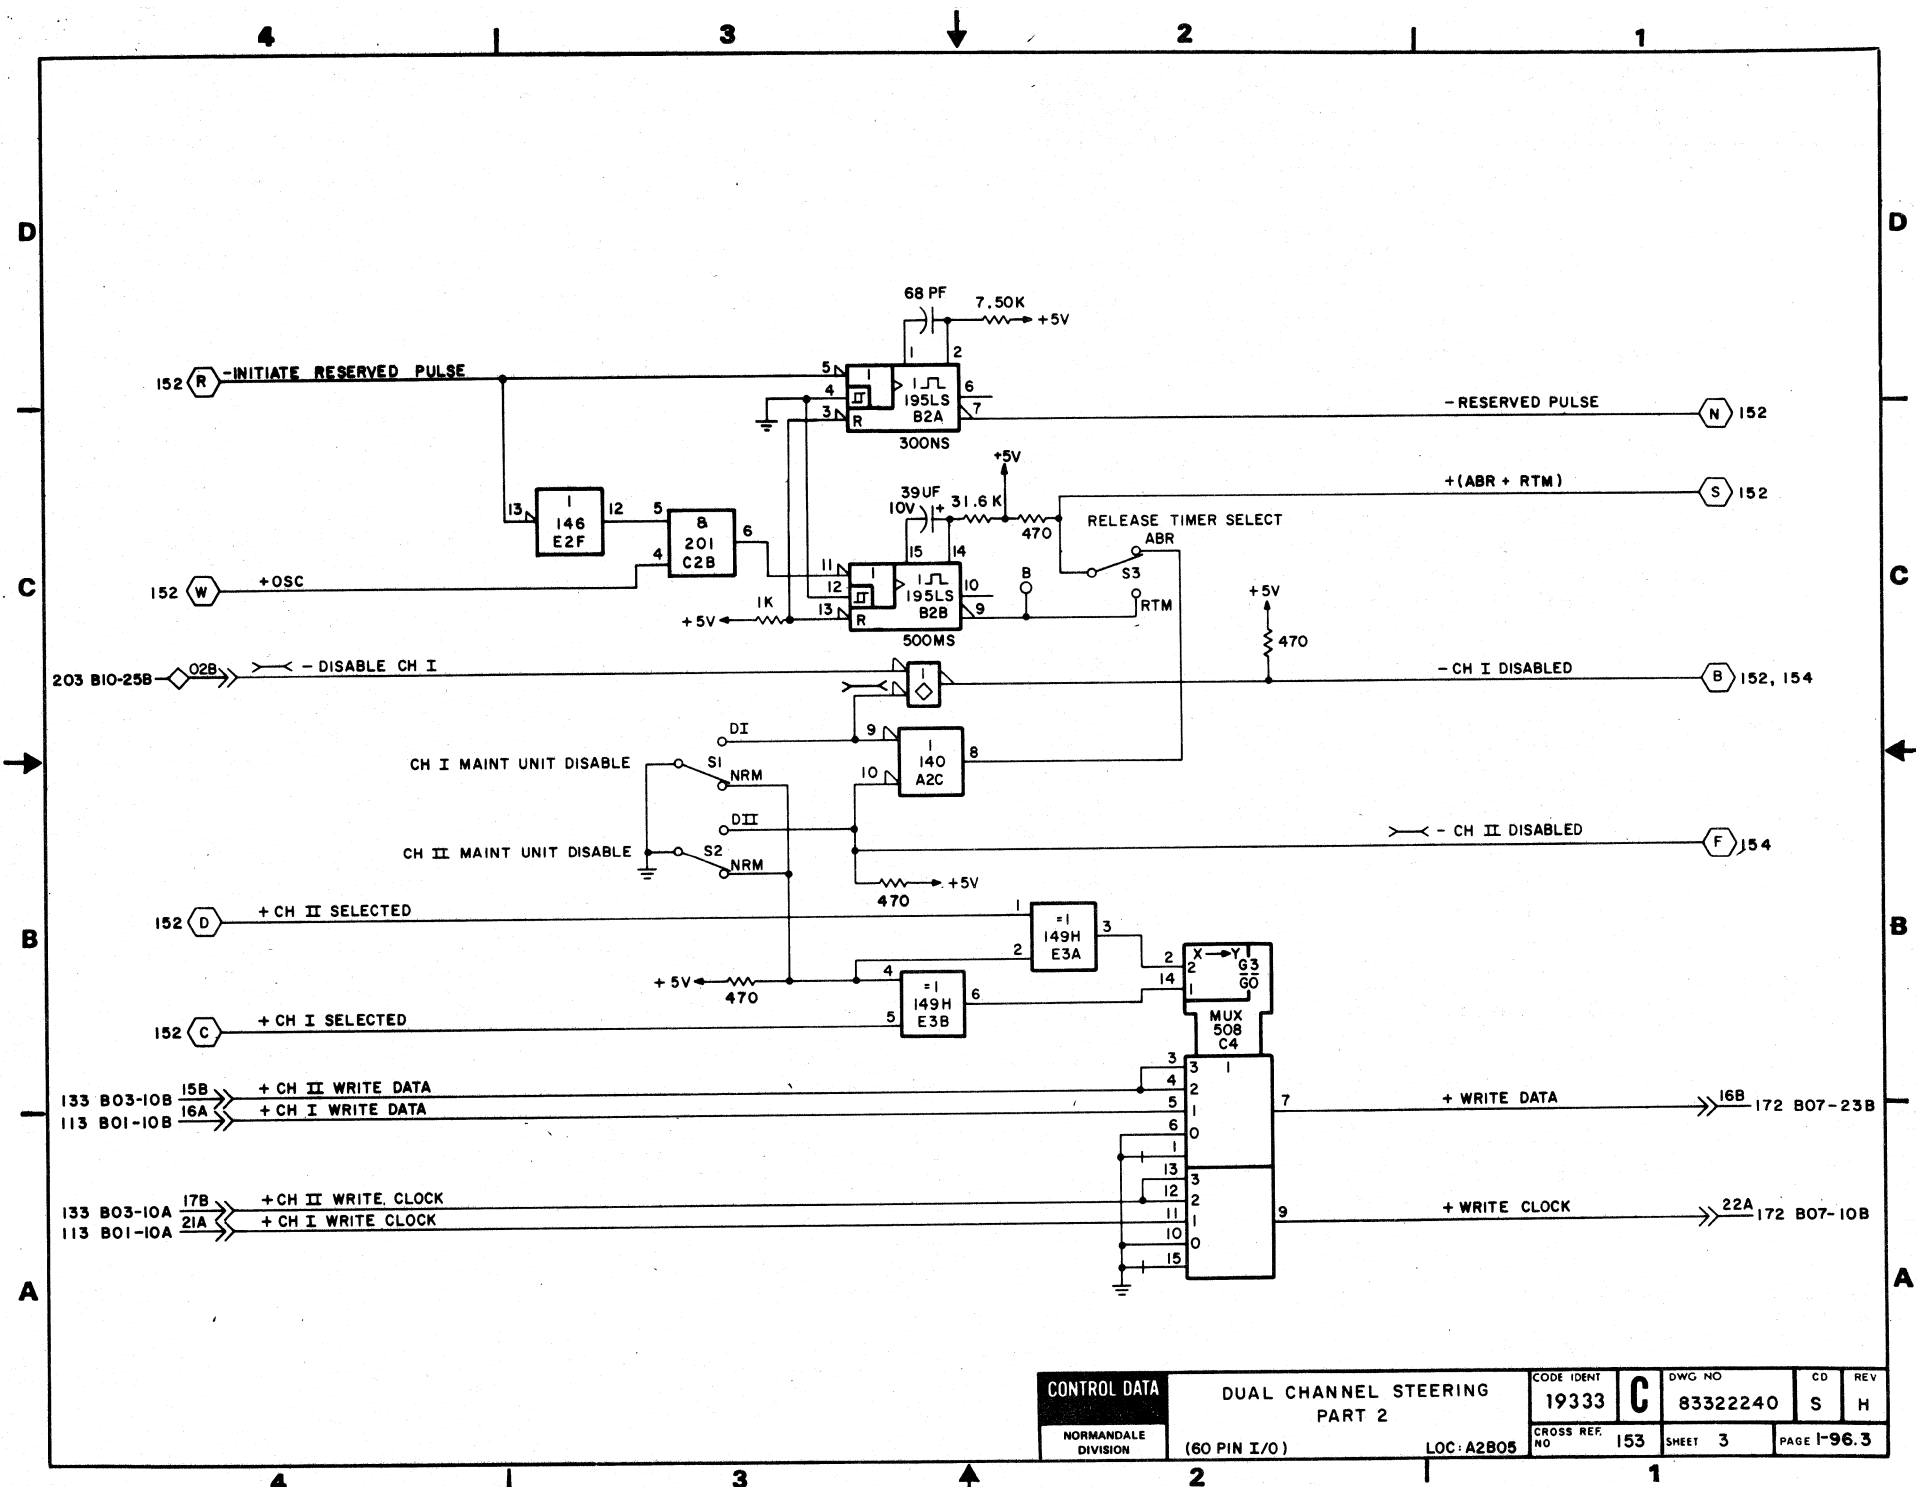 4 3 2 1
D D
68 PF
7.50K
+5V
1 2
152 R -INITIATE RESERVED PULSE
5 1 1
4 195LS 6
3 R B2A 7
300NS
-RESERVED PULSE N 152
+5V
39UF
10V + 31.6K
470
+(ABR + RTM) S 152
RELEASE TIMER SELECT
ABR
S3
RTM
13 1 12
146
E2F
5 & 6
4 201
C2B
15 14
11 1 1
12 195LS 10
13 R B2B 9
500MS
B
C C
152 W +OSC
1K
+5V
+5V
470
203 B10-25B 02B - DISABLE CH I
1
-CH I DISABLED B 152, 154
DI
9 1 8
140
10 A2C
CH I MAINT UNIT DISABLE S1
NRM
DII
CH II MAINT UNIT DISABLE S2
NRM
- CH II DISABLED F 154
+5V
470
152 D + CH II SELECTED
1 =1 3
149H
2 E3A
B B
+5V
470
4 =1
149H 6
5 E3B
2 2 X→Y G3
14 1 G0
MUX
508
C4
152 C + CH I SELECTED
133 B03-10B 15B + CH II WRITE DATA
113 B01-10B 16A + CH I WRITE DATA
3 3 1
4 2
5 1 7
6 0
1
+ WRITE DATA 16B 172 B07-23B
133 B03-10A 17B +CH II WRITE CLOCK
113 B01-10A 21A + CH I WRITE CLOCK
13 3
12 2
11 1 9
10 0
15
+ WRITE CLOCK 22A 172 B07-10B
A A
CONTROL DATA
NORMANDALE
DIVISION
DUAL CHANNEL STEERING
PART 2
(60 PIN I/O) LOC: A2B05
CODE IDENT
19333
C
DWG NO
83322240
CD
S
REV
H
CROSS REF.
NO 153
SHEET 3
PAGE 1-96.3
4 3 2 1